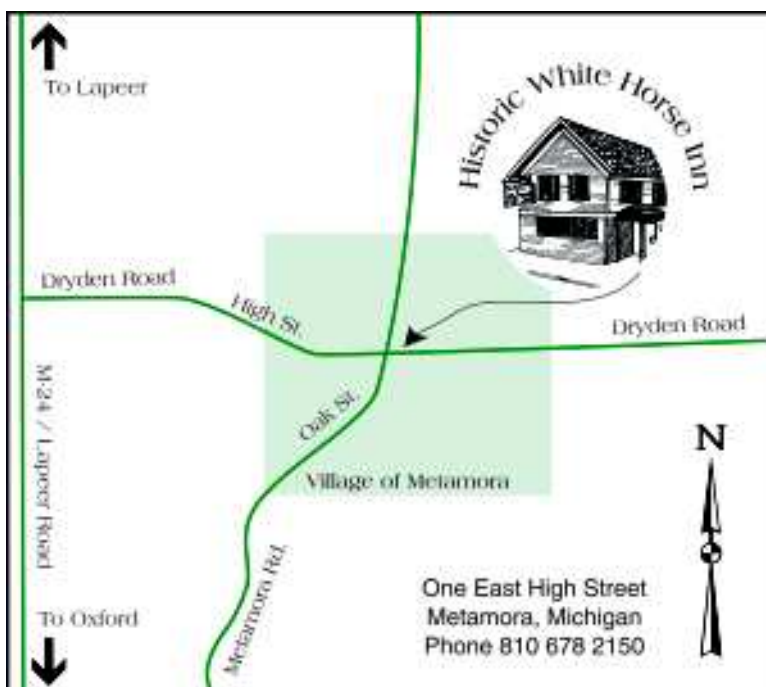 To Lapeer
Historic White Horse Inn
Dryden Road
High St.
Dryden Road
M-24 / Lapeer Road
Oak St.
Village of Metamora
N
Metamora Rd.
To Oxford
One East High Street
Metamora, Michigan
Phone 810 678 2150